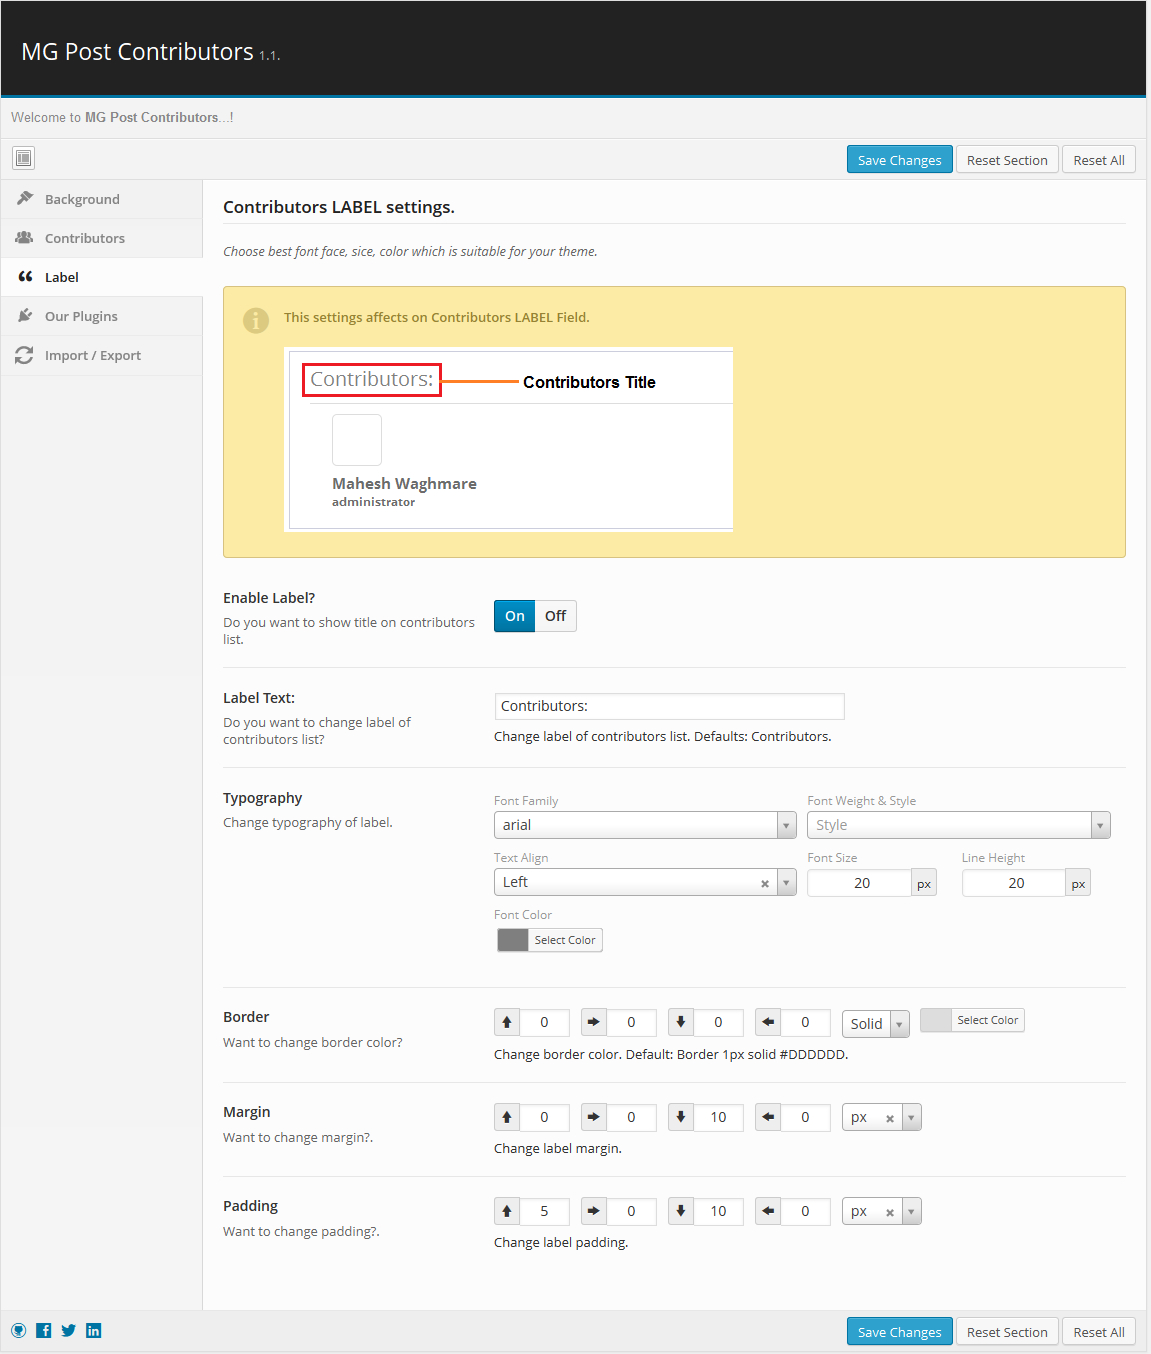 MG Post Contributors 1.1.
Welcome to MG Post Contributors...!
Save Changes Reset Section Reset All
Background
Contributors
Label
Our Plugins
Import / Export
Contributors LABEL settings.
Choose best font face, sice, color which is suitable for your theme.
This settings affects on Contributors LABEL Field.
Contributors: Contributors Title
Mahesh Waghmare
administrator
Enable Label?
Do you want to show title on contributors
list.
On Off
Label Text:
Do you want to change label of
contributors list?
Contributors:
Change label of contributors list. Defaults: Contributors.
Typography
Change typography of label.
Font Family Font Weight & Style
arial Style
Text Align Font Size Line Height
Left 20 px 20 px
Font Color
Select Color
Border
Want to change border color?
0 0 0 0 Solid Select Color
Change border color. Default: Border 1px solid #DDDDDD.
Margin
Want to change margin?.
0 0 10 0 px
Change label margin.
Padding
Want to change padding?.
5 0 10 0 px
Change label padding.
Save Changes Reset Section Reset All